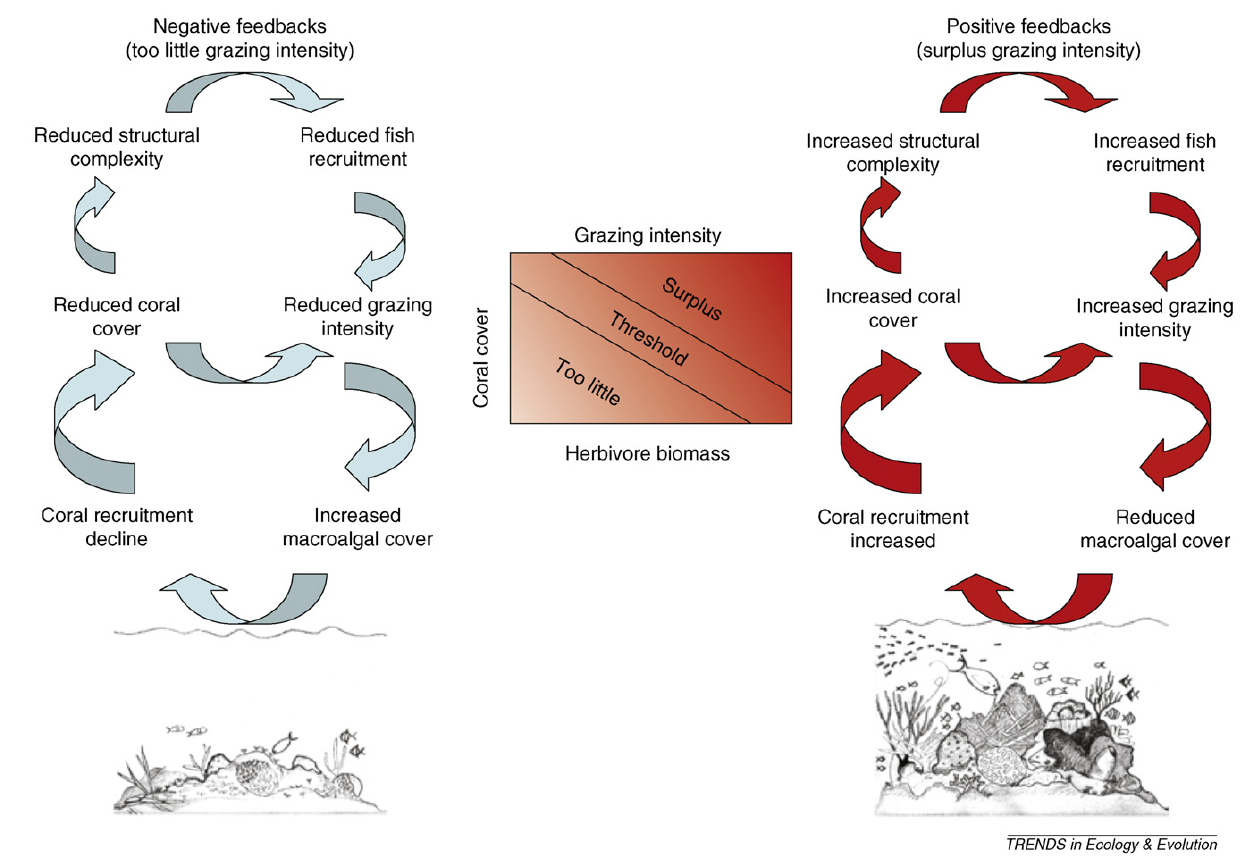 Negative feedbacks
(too little grazing intensity)
Reduced structural
complexity
Reduced fish
recruitment
Reduced coral
cover
Reduced grazing
intensity
Coral recruitment
decline
Increased
macroalgal cover
Grazing intensity
Coral cover
Surplus
Threshold
Too little
Herbivore biomass
Positive feedbacks
(surplus grazing intensity)
Increased structural
complexity
Increased fish
recruitment
Increased coral
cover
Increased grazing
intensity
Coral recruitment
increased
Reduced
macroalgal cover
TRENDS in Ecology & Evolution